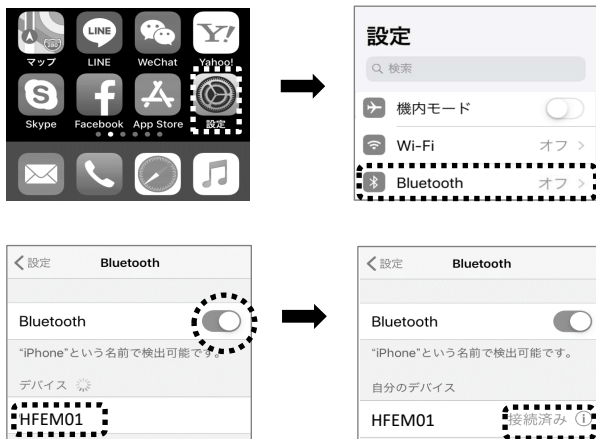 マップ LINE WeChat Yahoo!
Skype Facebook App Store 設定
設定
検索
機内モード
Wi-Fi オフ
Bluetooth オフ
設定 Bluetooth
Bluetooth
“iPhone”という名前で検出可能です。
デバイス
HFEM01
設定 Bluetooth
Bluetooth
“iPhone”という名前で検出可能です。
自分のデバイス
HFEM01 接続済み